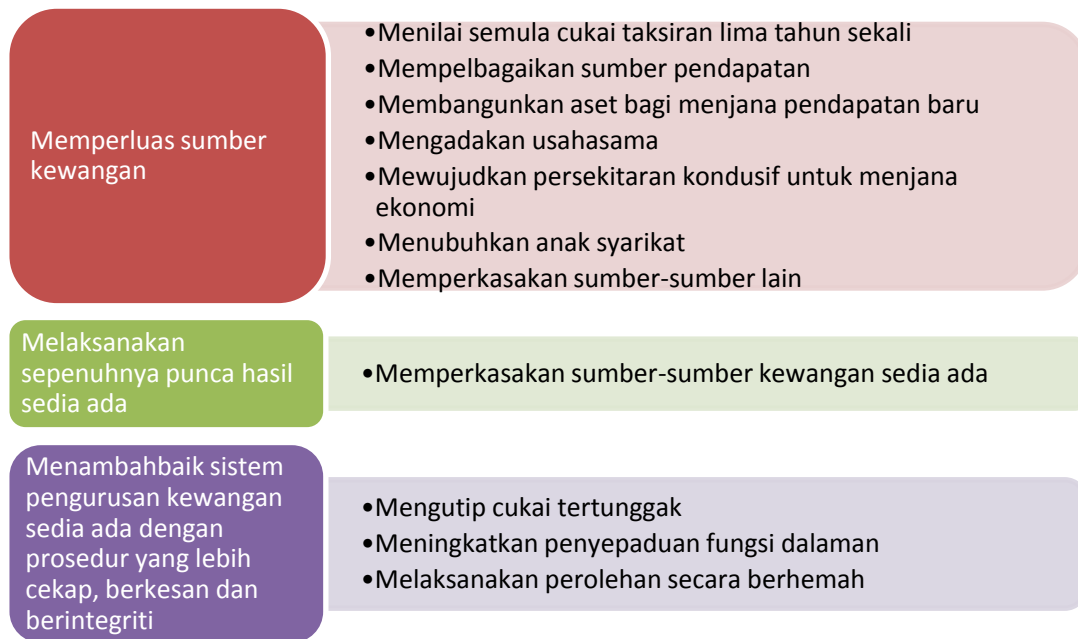 Memperluas sumber
kewangan
•Menilai semula cukai taksiran lima tahun sekali
•Mempelbagaikan sumber pendapatan
•Membangunkan aset bagi menjana pendapatan baru
•Mengadakan usahasama
•Mewujudkan persekitaran kondusif untuk menjana
ekonomi
•Menubuhkan anak syarikat
•Memperkasakan sumber-sumber lain
Melaksanakan
sepenuhnya punca hasil
sedia ada
•Memperkasakan sumber-sumber kewangan sedia ada
Menambahbaik sistem
pengurusan kewangan
sedia ada dengan
prosedur yang lebih
cekap, berkesan dan
berintegriti
•Mengutip cukai tertunggak
•Meningkatkan penyepaduan fungsi dalaman
•Melaksanakan perolehan secara berhemah